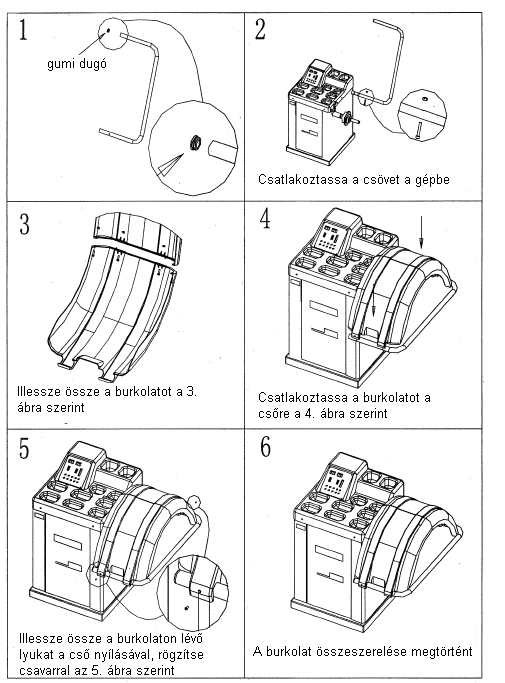 1
gumi dugó
2
Csatlakoztassa a csövet a gépbe
3
Illessze össze a burkolatot a 3.
ábra szerint
4
Csatlakoztassa a burkolatot a
csőre a 4. ábra szerint
5
Illessze össze a burkolaton lévő
lyukat a cső nyílásával, rögzítse
csavarral az 5. ábra szerint
6
A burkolat összeszerelése megtörtént